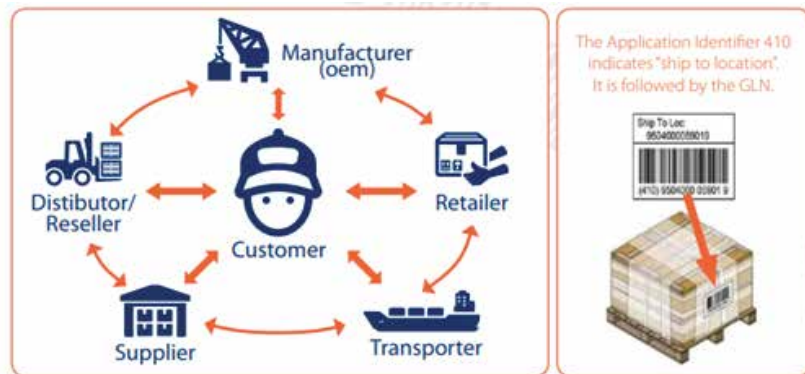 Manufacturer
(oem)
Distibutor/
Reseller
Customer
Retailer
Supplier
Transporter
The Application Identifier 410
indicates "ship to location".
It is followed by the GLN.
Ship To Loc:
(410)